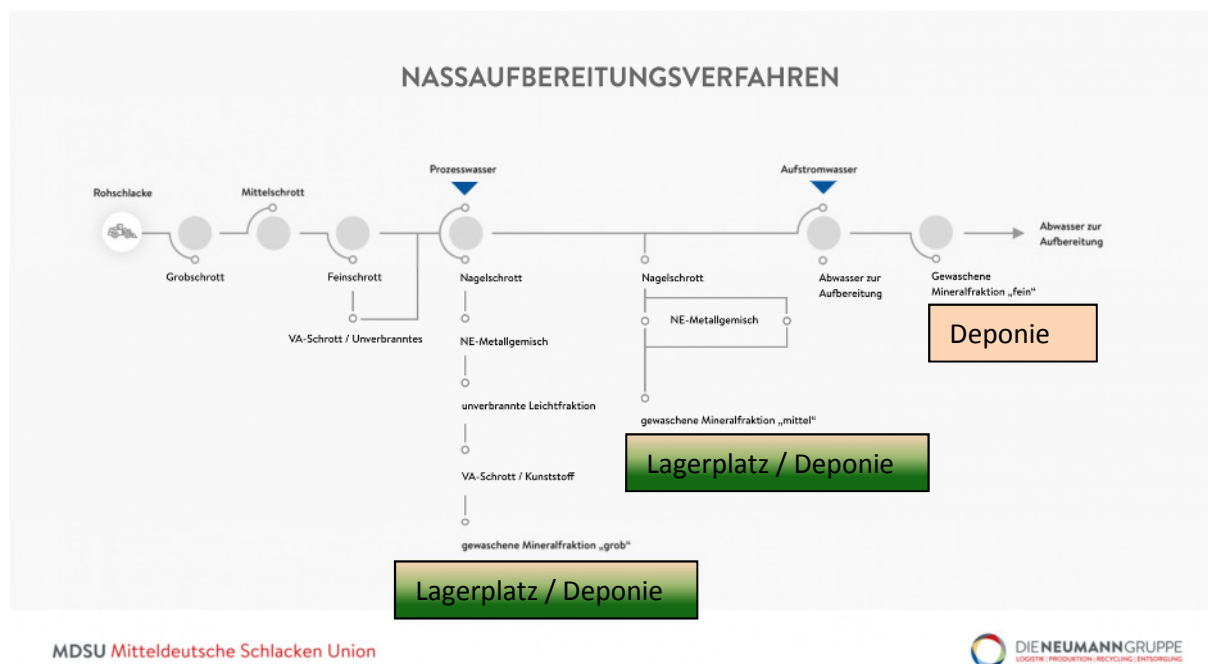 NASSAUFBEREITUNGSVERFAHREN
Prozesswasser
Aufstromwasser
Rohschlacke
Mittelschrott
Abwasser zur
Aufbereitung
Grobschrott
Feinschrott
Nagelschrott
Nagelschrott
Abwasser zur
Aufbereitung
Gewaschene
Mineralfraktion „fein“
Deponie
VA-Schrott / Unverbranntes
NE-Metallgemisch
NE-Metallgemisch
unverbrannte Leichtfraktion
gewaschene Mineralfraktion „mittel“
Lagerplatz / Deponie
VA-Schrott / Kunststoff
gewaschene Mineralfraktion „grob“
Lagerplatz / Deponie
MDSU Mitteldeutsche Schlacken Union
DIENEUMANNGRUPPE
LOGISTIK | PRODUKTION | RECYCLING | ENTSORGUNG